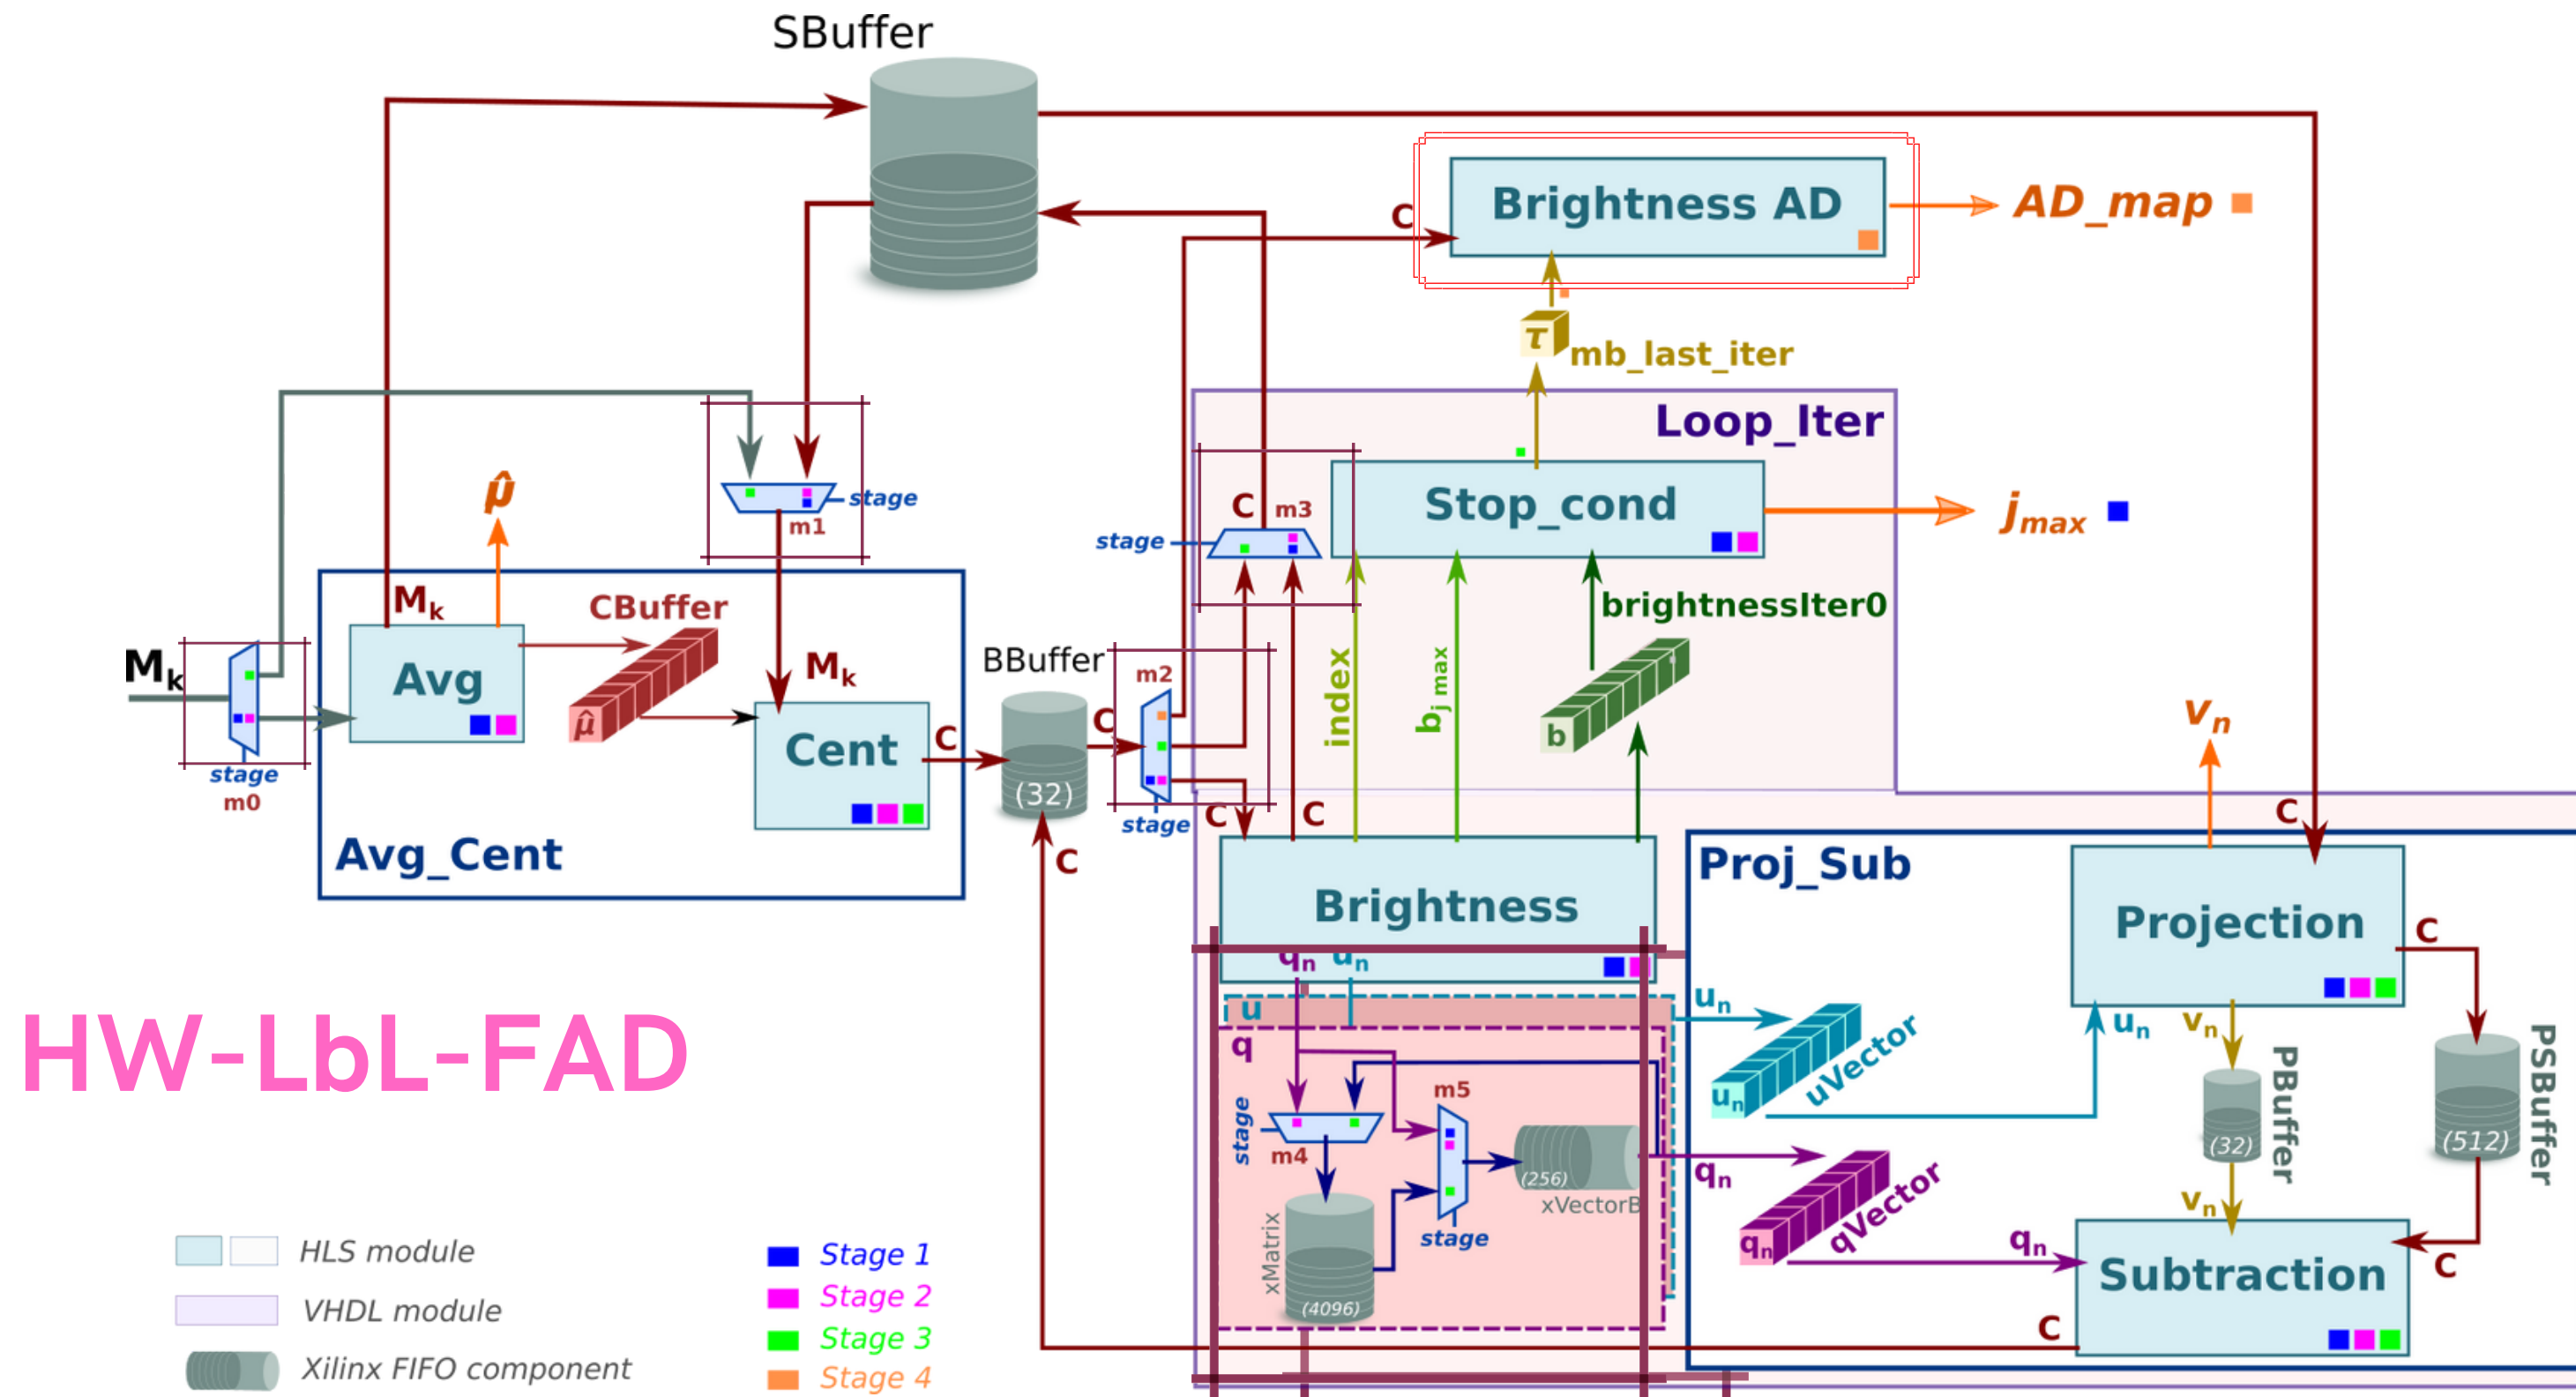 SBuffer
Brightness AD
C
AD_map
τ
mb_last_iter
Loop_Iter
Stop_cond
jmax
stage
m1
C m3
stage
μ̂
Mk
CBuffer
Avg
μ̂
Mk
Mk
stage
m0
Cent
C
Avg_Cent
BBuffer
(32)
C
m2
stage
C
C
C
index
bj max
brightnessIter0
b
vn
C
Brightness
qn un
u
q
stage
m4
m5
stage
xMatrix
(4096)
(256)
xVectorB
Proj_Sub
Projection
C
un
un
uVector
un
vn
PBuffer
(32)
vn
PSBuffer
(512)
qn
qn
qVector
qn
Subtraction
C
C
HW-LbL-FAD
HLS module
VHDL module
Xilinx FIFO component
Stage 1
Stage 2
Stage 3
Stage 4